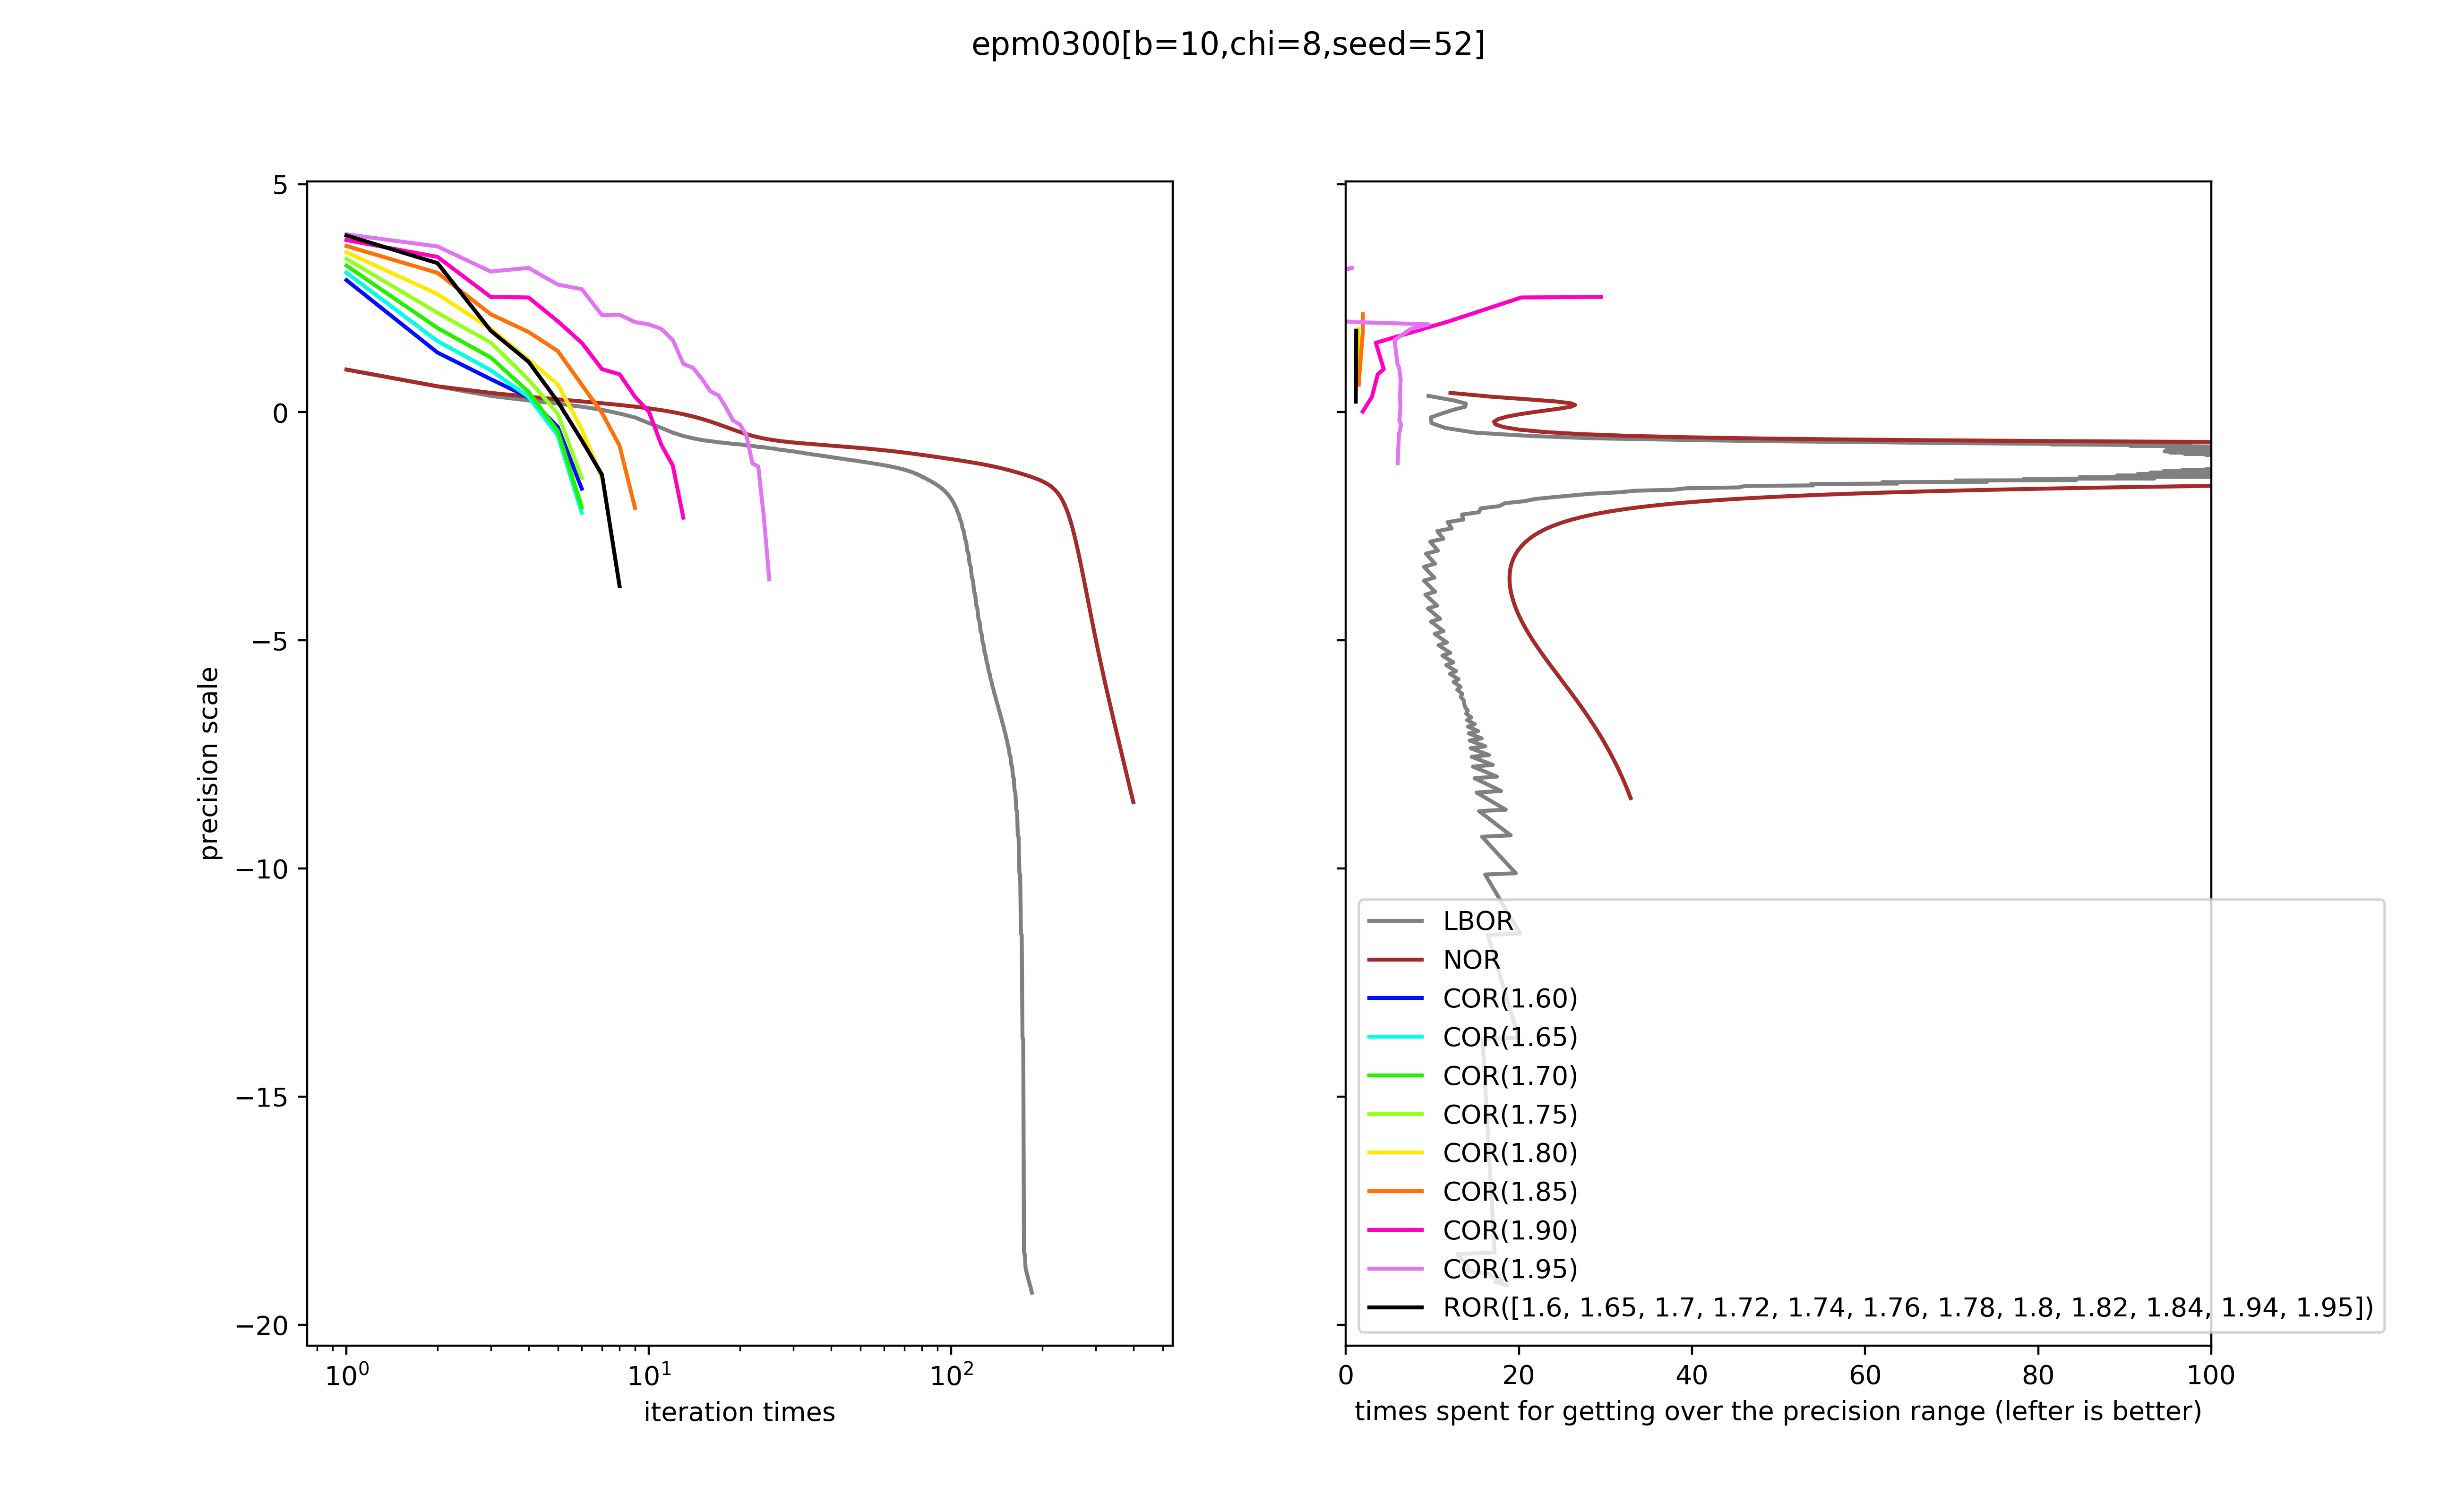 epm0300[b=10,chi=8,seed=52]
5
0
−5
−10
−15
−20
precision scale
10⁰ 10¹ 10²
iteration times
LBOR
NOR
COR(1.60)
COR(1.65)
COR(1.70)
COR(1.75)
COR(1.80)
COR(1.85)
COR(1.90)
COR(1.95)
ROR([1.6, 1.65, 1.7, 1.72, 1.74, 1.76, 1.78, 1.8, 1.82, 1.84, 1.94, 1.95])
0 20 40 60 80 100
times spent for getting over the precision range (lefter is better)